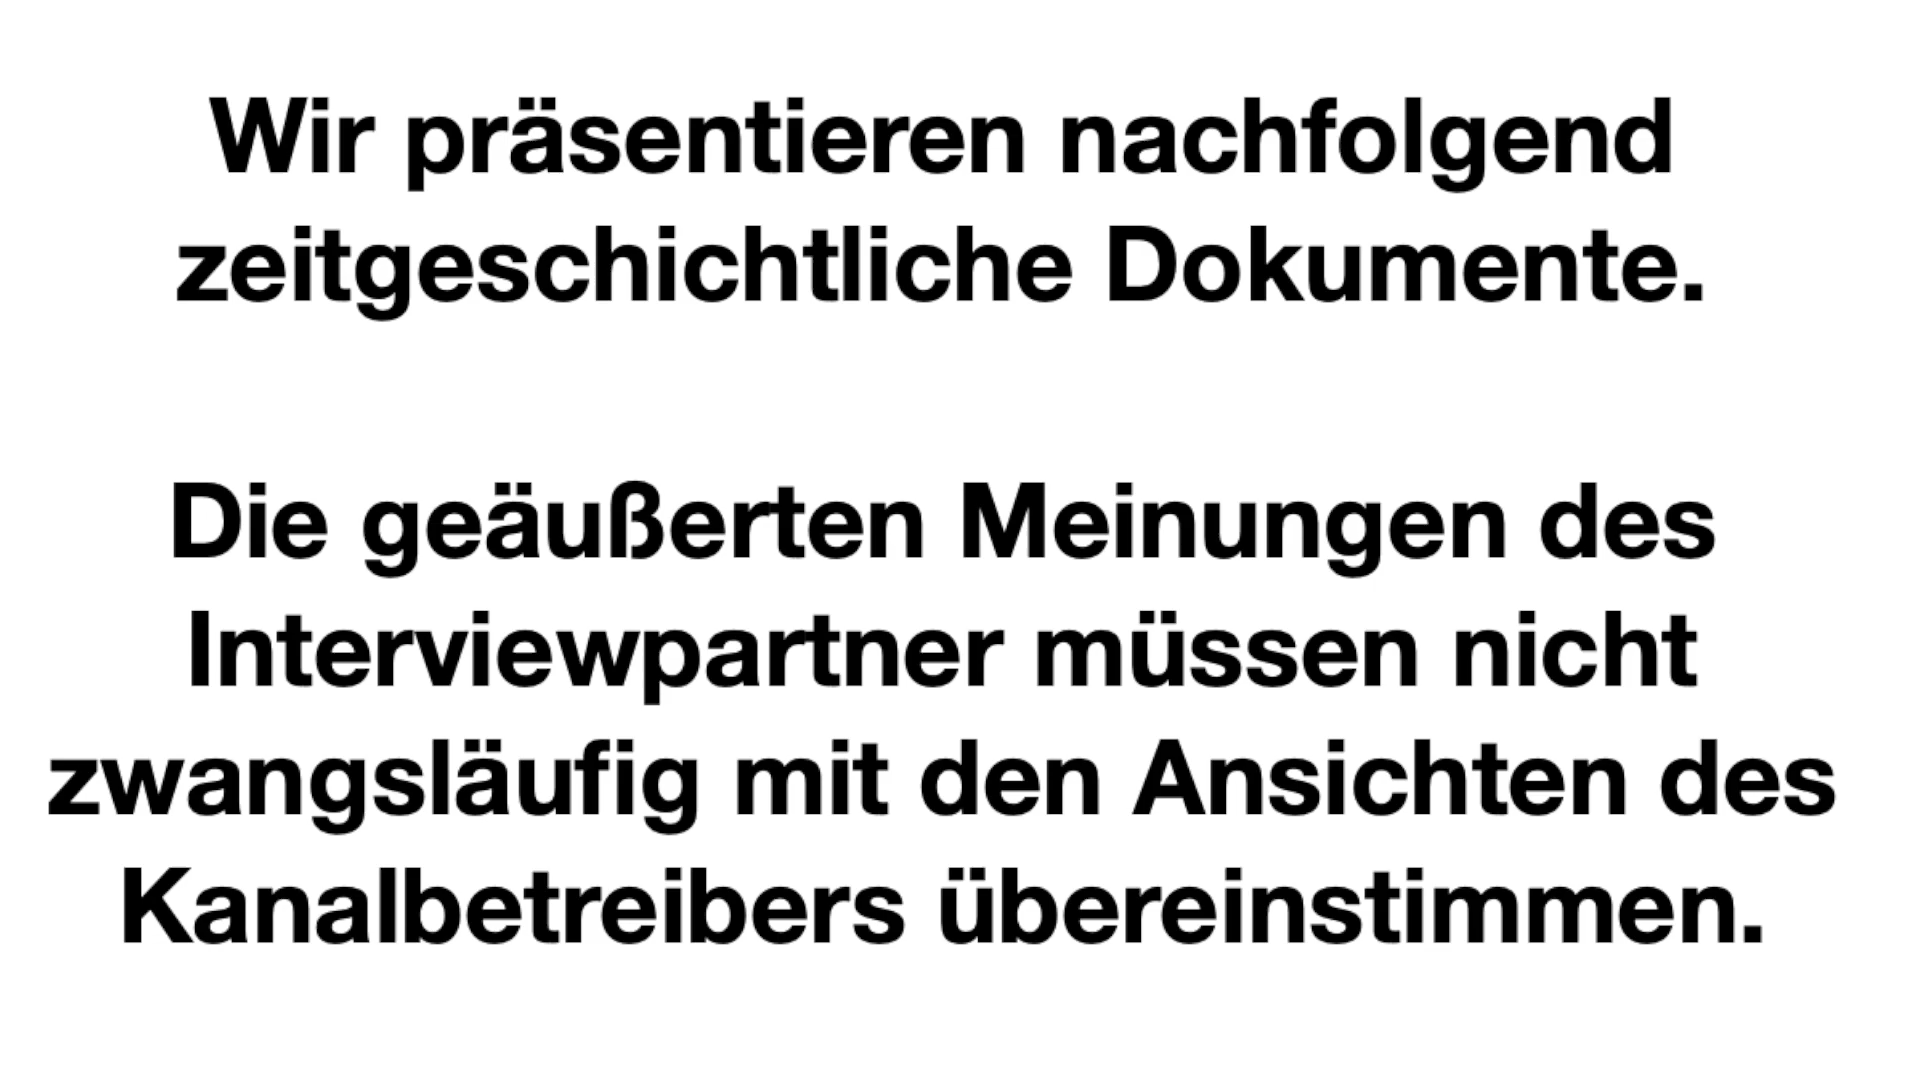 Wir präsentieren nachfolgend
zeitgeschichtliche Dokumente.
Die geäußerten Meinungen des
Interviewpartner müssen nicht
zwangsläufig mit den Ansichten des
Kanalbetreibers übereinstimmen.